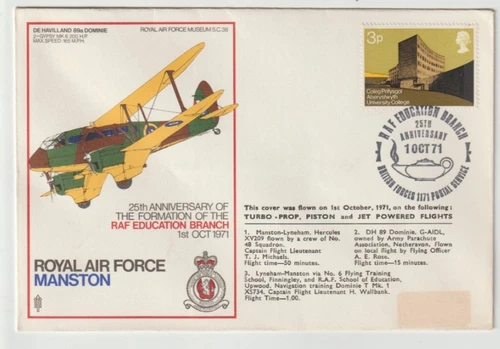 DE HAVILLAND 89a DOMINIE
2×GYPSY MK 6 200 H.P.
MAX. SPEED 150 M.P.H.
ROYAL AIR FORCE MUSEUM S.C.28
3p
Coleg Prifysgol
Aberystwyth
University College
RAF EDUCATION BRANCH
25TH
ANNIVERSARY
1 OCT 71
BRITISH FORCES 1171 POSTAL SERVICE
25th ANNIVERSARY OF
THE FORMATION OF THE
RAF EDUCATION BRANCH
1st OCT 1971
ROYAL AIR FORCE
MANSTON
This cover was flown on 1st October, 1971, on the following:
TURBO-PROP, PISTON and JET POWERED FLIGHTS
1. Manston-Lyneham. Hercules
XV209 flown by a crew of No.
48 Squadron.
Captain Flight Lieutenant
T. J. Michaels.
Flight time—50 minutes.
2. DH 89 Dominie. G-AIDL,
owned by Army Parachute
Association, Netheravon. Flown
on local flight by Flying Officer
A. E. Rose.
Flight time—15 minutes.
3. Lyneham-Manston via No. 6 Flying Training
School, Finningley, and R.A.F. School of Education,
Upwood. Navigation training Dominie T Mk. 1
XS734. Captain Flight Lieutenant H. Wallbank.
Flight Time—1.00.